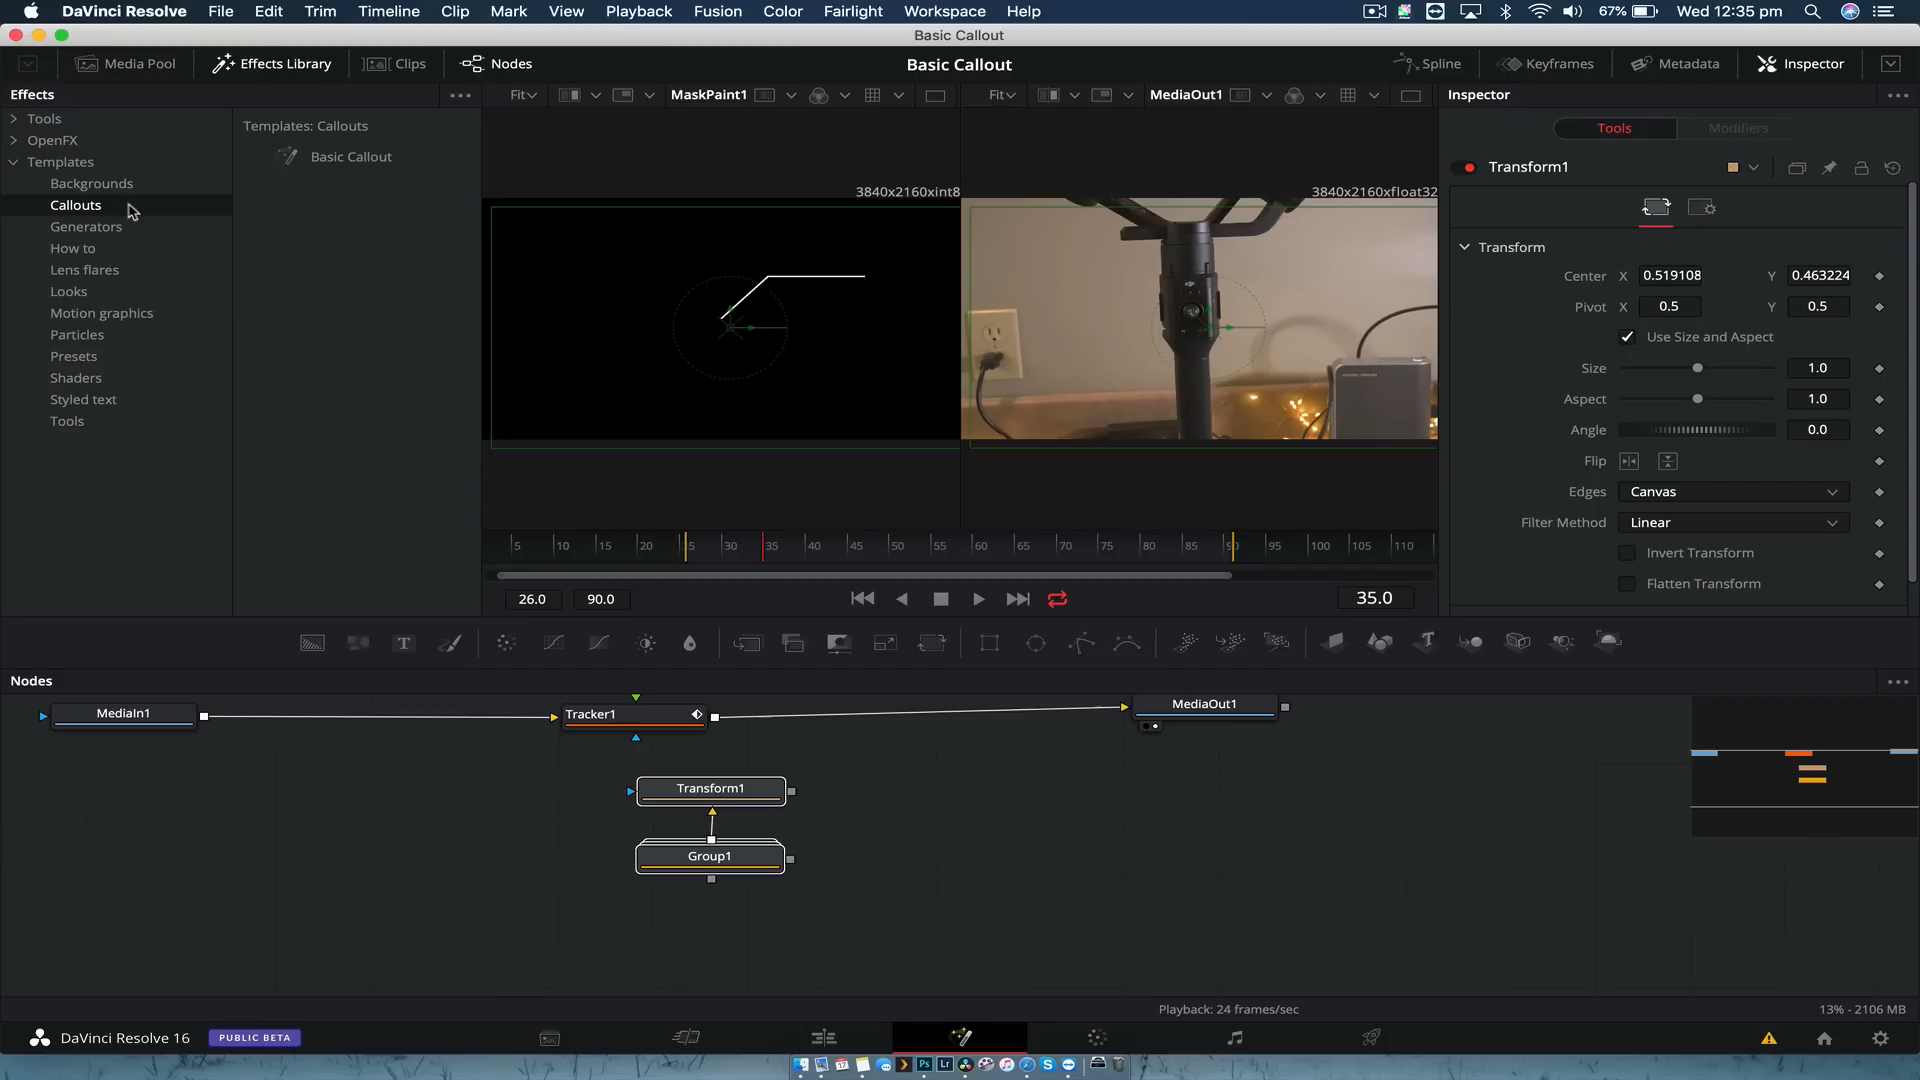 DaVinci Resolve File Edit Trim Timeline Clip Mark View Playback Fusion Color Fairlight Workspace Help 67% Wed 12:35 pm
Basic Callout
Media Pool Effects Library Clips Nodes Basic Callout Spline Keyframes Metadata Inspector
Effects Fit MaskPaint1 Fit MediaOut1 Inspector
Tools
OpenFX
Templates
Backgrounds
Callouts
Generators
How to
Lens flares
Looks
Motion graphics
Particles
Presets
Shaders
Styled text
Tools
Templates: Callouts
Basic Callout
3840x2160xint8 3840x2160xfloat32
Tools Modifiers
Transform1
Transform
Center X 0.519108 Y 0.463224
Pivot X 0.5 Y 0.5
Use Size and Aspect
Size 1.0
Aspect 1.0
Angle 0.0
Flip
Edges Canvas
Filter Method Linear
Invert Transform
Flatten Transform
5 10 15 20 30 35 40 45 50 55 60 65 70 75 80 85 90 95 100 105 110
26.0 90.0 35.0
Nodes
MediaIn1 Tracker1 MediaOut1
Transform1
Group1
Playback: 24 frames/sec 13% - 2106 MB
DaVinci Resolve 16 PUBLIC BETA
17 Ps Lr S